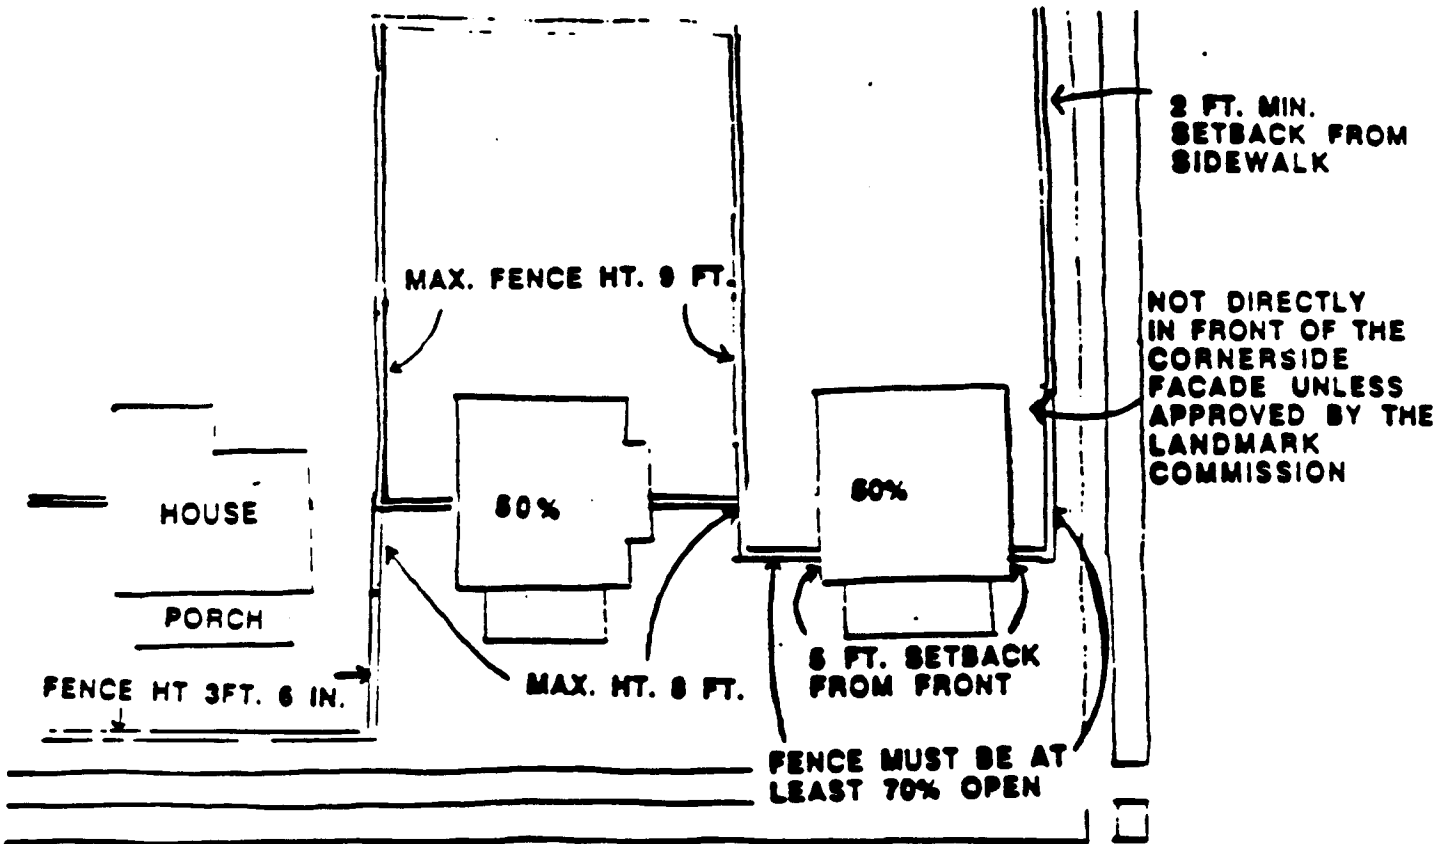 2 FT. MIN.
SETBACK FROM
SIDEWALK
MAX. FENCE HT. 9 FT.
NOT DIRECTLY
IN FRONT OF THE
CORNERSIDE
FACADE UNLESS
APPROVED BY THE
LANDMARK
COMMISSION
HOUSE
50%
50%
PORCH
FENCE HT 3FT. 6 IN.
MAX. HT. 8 FT.
5 FT. SETBACK
FROM FRONT
FENCE MUST BE AT
LEAST 70% OPEN